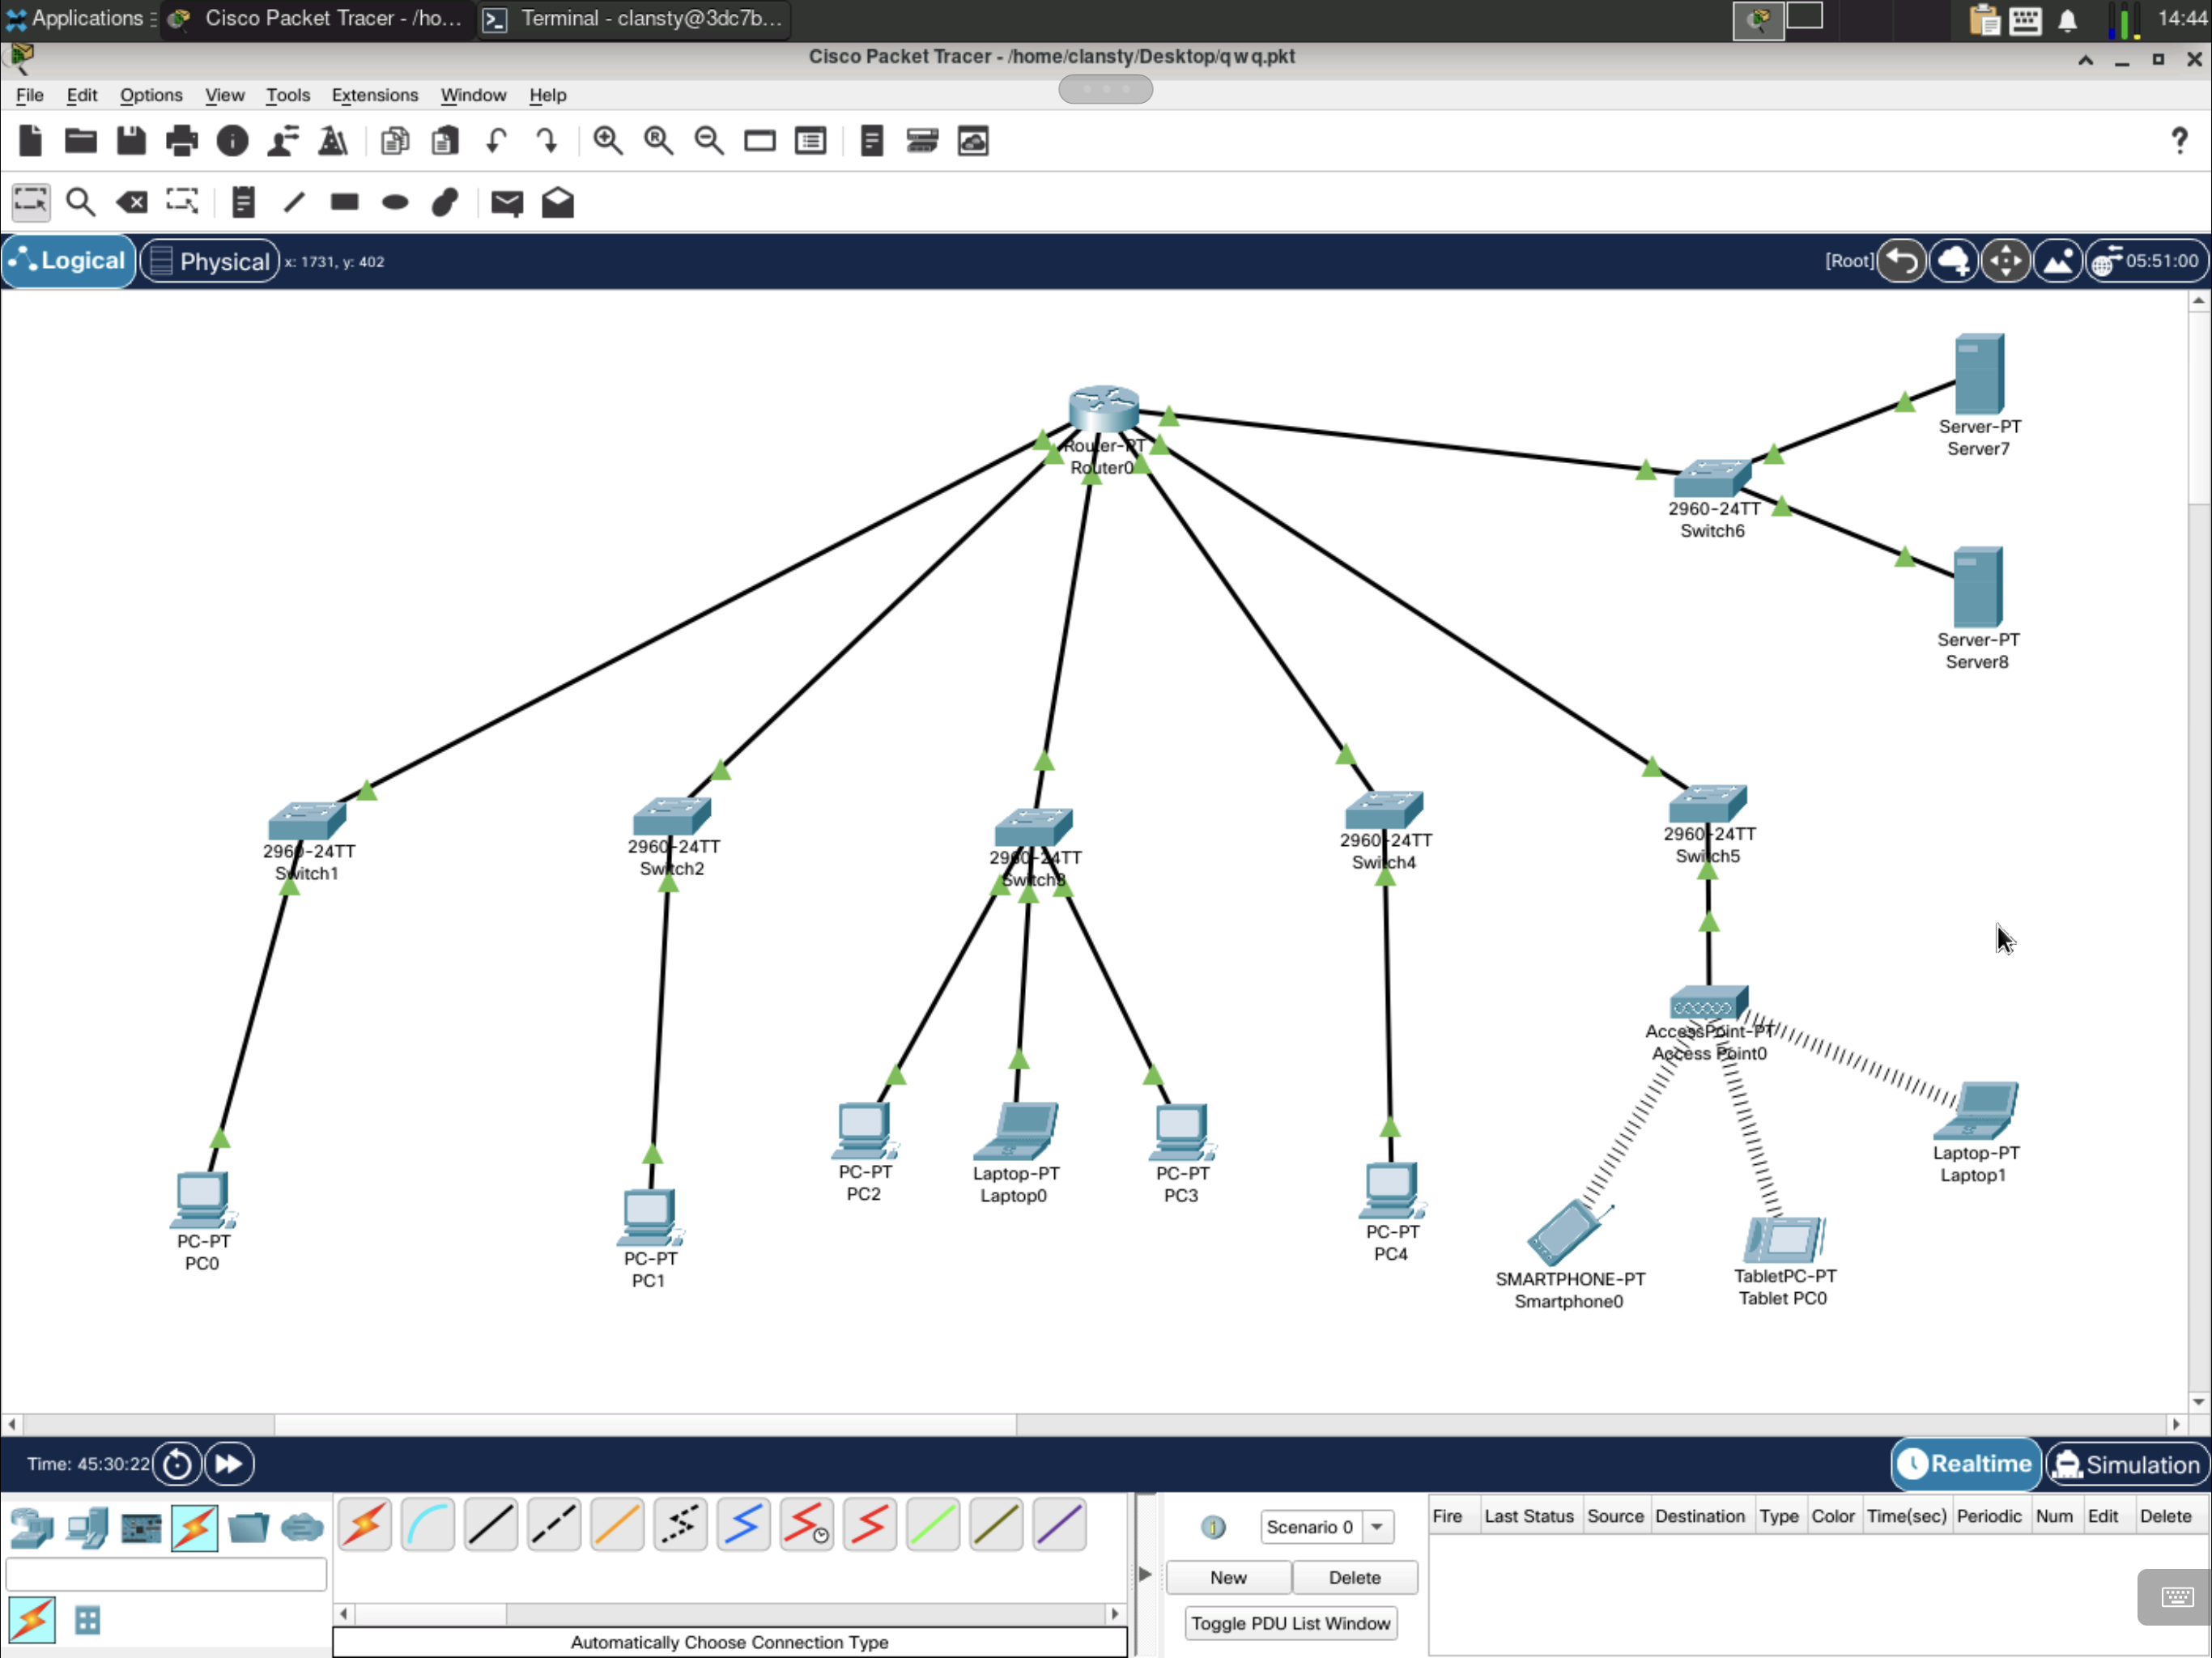 Applications
Cisco Packet Tracer - /ho...
Terminal - clansty@3dc7b...
14:44
Cisco Packet Tracer - /home/clansty/Desktop/qwq.pkt
File Edit Options View Tools Extensions Window Help
Logical
Physical
x: 1731, y: 402
[Root]
05:51:00
Server-PT
Server7
Router-PT
Router0
2960-24TT
Switch6
Server-PT
Server8
2960-24TT
Switch1
2960-24TT
Switch2
2960-24TT
Switch3
2960-24TT
Switch4
2960-24TT
Switch5
AccessPoint-PT
Access Point0
PC-PT
PC0
PC-PT
PC1
PC-PT
PC2
Laptop-PT
Laptop0
PC-PT
PC3
PC-PT
PC4
SMARTPHONE-PT
Smartphone0
TabletPC-PT
Tablet PC0
Laptop-PT
Laptop1
Time: 45:30:22
Realtime
Simulation
Scenario 0
New
Delete
Toggle PDU List Window
Fire Last Status Source Destination Type Color Time(sec) Periodic Num Edit Delete
Automatically Choose Connection Type